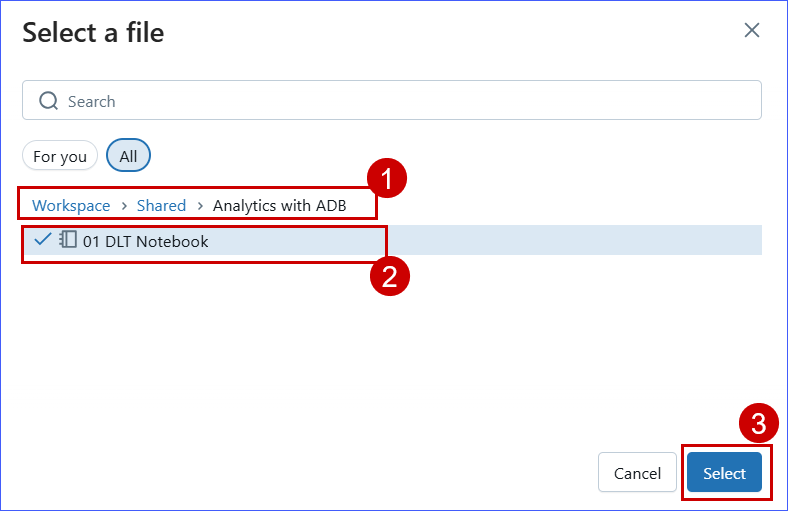 Select a file
Search
For you All
1
Workspace > Shared > Analytics with ADB
01 DLT Notebook
2
3
Cancel Select